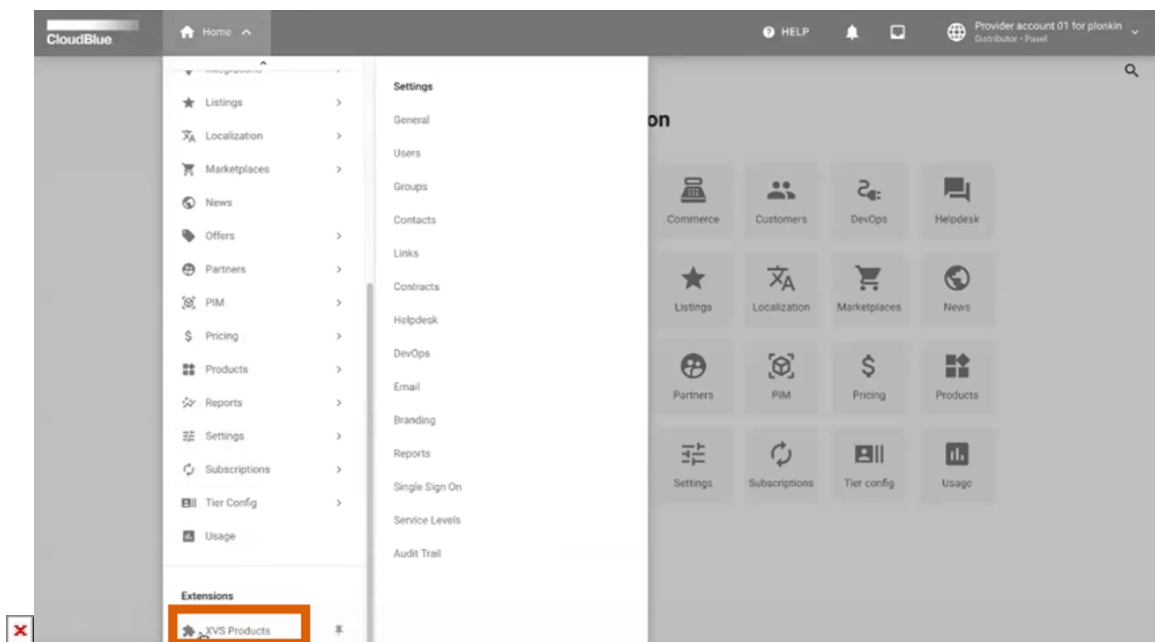 CloudBlue
Home
HELP
Provider account 01 for plonkin
Distributor - Pavel
Integrations
Listings
Localization
Marketplaces
News
Offers
Partners
PIM
Pricing
Products
Reports
Settings
Subscriptions
Tier Config
Usage
Extensions
XVS Products
Settings
General
Users
Groups
Contacts
Links
Contracts
Helpdesk
DevOps
Email
Branding
Reports
Single Sign On
Service Levels
Audit Trail
on
Commerce
Customers
DevOps
Helpdesk
Listings
Localization
Marketplaces
News
Partners
PIM
Pricing
Products
Settings
Subscriptions
Tier config
Usage